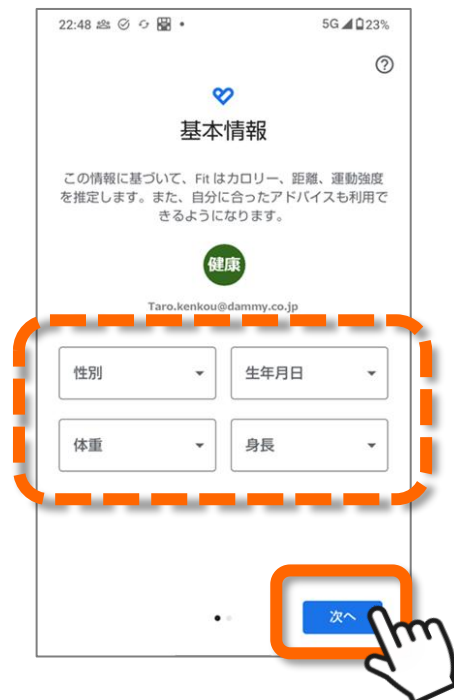 22:48
5G 23%
基本情報
この情報に基づいて、Fit はカロリー、距離、運動強度
を推定します。また、自分に合ったアドバイスも利用で
きるようになります。
健康
Taro.kenkou@dammy.co.jp
性別 生年月日
体重 身長
次へ